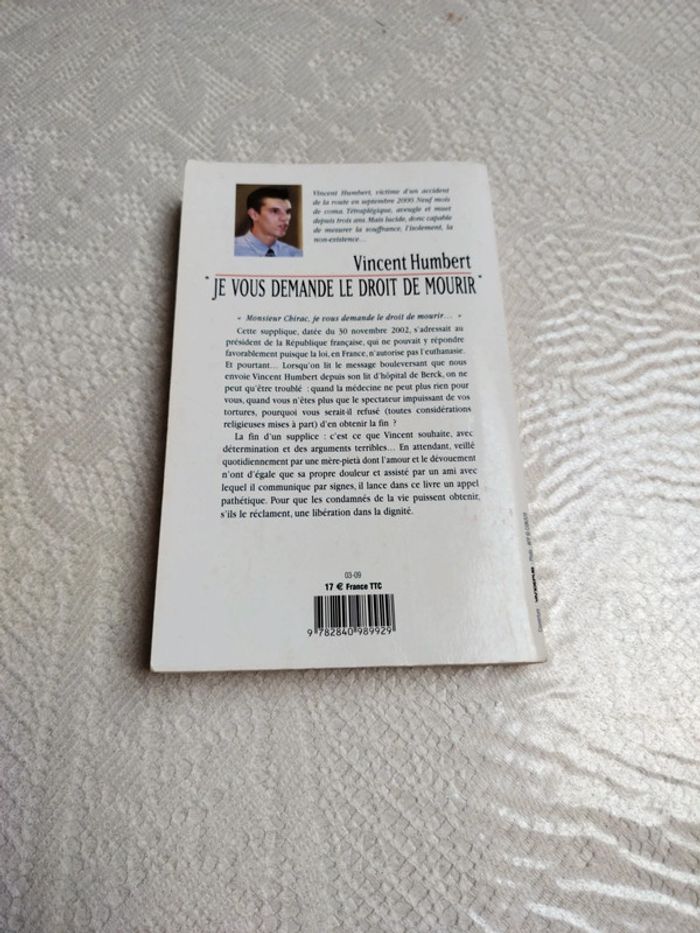 Vincent Humbert, victime d'un accident
de la route en septembre 2000. Neuf mois
de coma. Tétraplégique, aveugle et muet
depuis trois ans. Mais lucide, donc capable
de mesurer la souffrance, l'isolement, la
non-existence...
Vincent Humbert
"JE VOUS DEMANDE LE DROIT DE MOURIR"
« Monsieur Chirac, je vous demande le droit de mourir... »
Cette supplique, datée du 30 novembre 2002, s'adressait au
président de la République française, qui ne pouvait y répondre
favorablement puisque la loi, en France, n'autorise pas l'euthanasie.
Et pourtant... Lorsqu'on lit le message bouleversant que nous
envoie Vincent Humbert depuis son lit d'hôpital de Berck, on ne
peut qu'être troublé : quand la médecine ne peut plus rien pour
vous, quand vous n'êtes plus que le spectateur impuissant de vos
tortures, pourquoi vous serait-il refusé (toutes considérations
religieuses mises à part) d'en obtenir la fin ?
La fin d'un supplice : c'est ce que Vincent souhaite, avec
détermination et des arguments terribles... En attendant, veillé
quotidiennement par une mère-pietà dont l'amour et le dévouement
n'ont d'égale que sa propre douleur et assisté par un ami avec
lequel il communique par signes, il lance dans ce livre un appel
pathétique. Pour que les condamnés de la vie puissent obtenir,
s'ils le réclament, une libération dans la dignité.
03-09
17 € France TTC
9 782840 989929